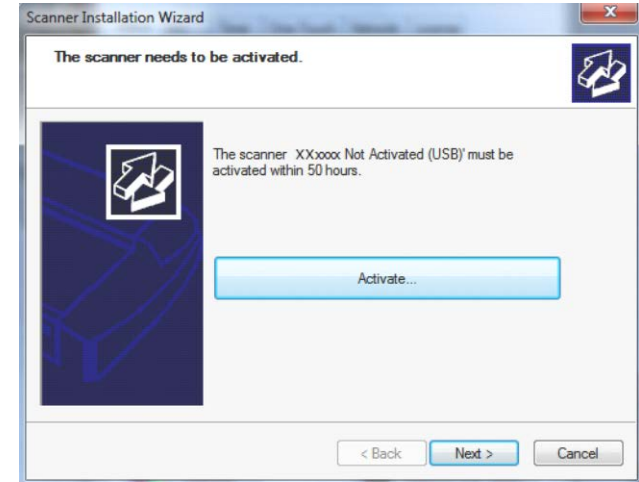 Scanner Installation Wizard
The scanner needs to be activated.
The scanner XXxxxx Not Activated (USB)' must be
activated within 50 hours.
Activate...
< Back
Next >
Cancel